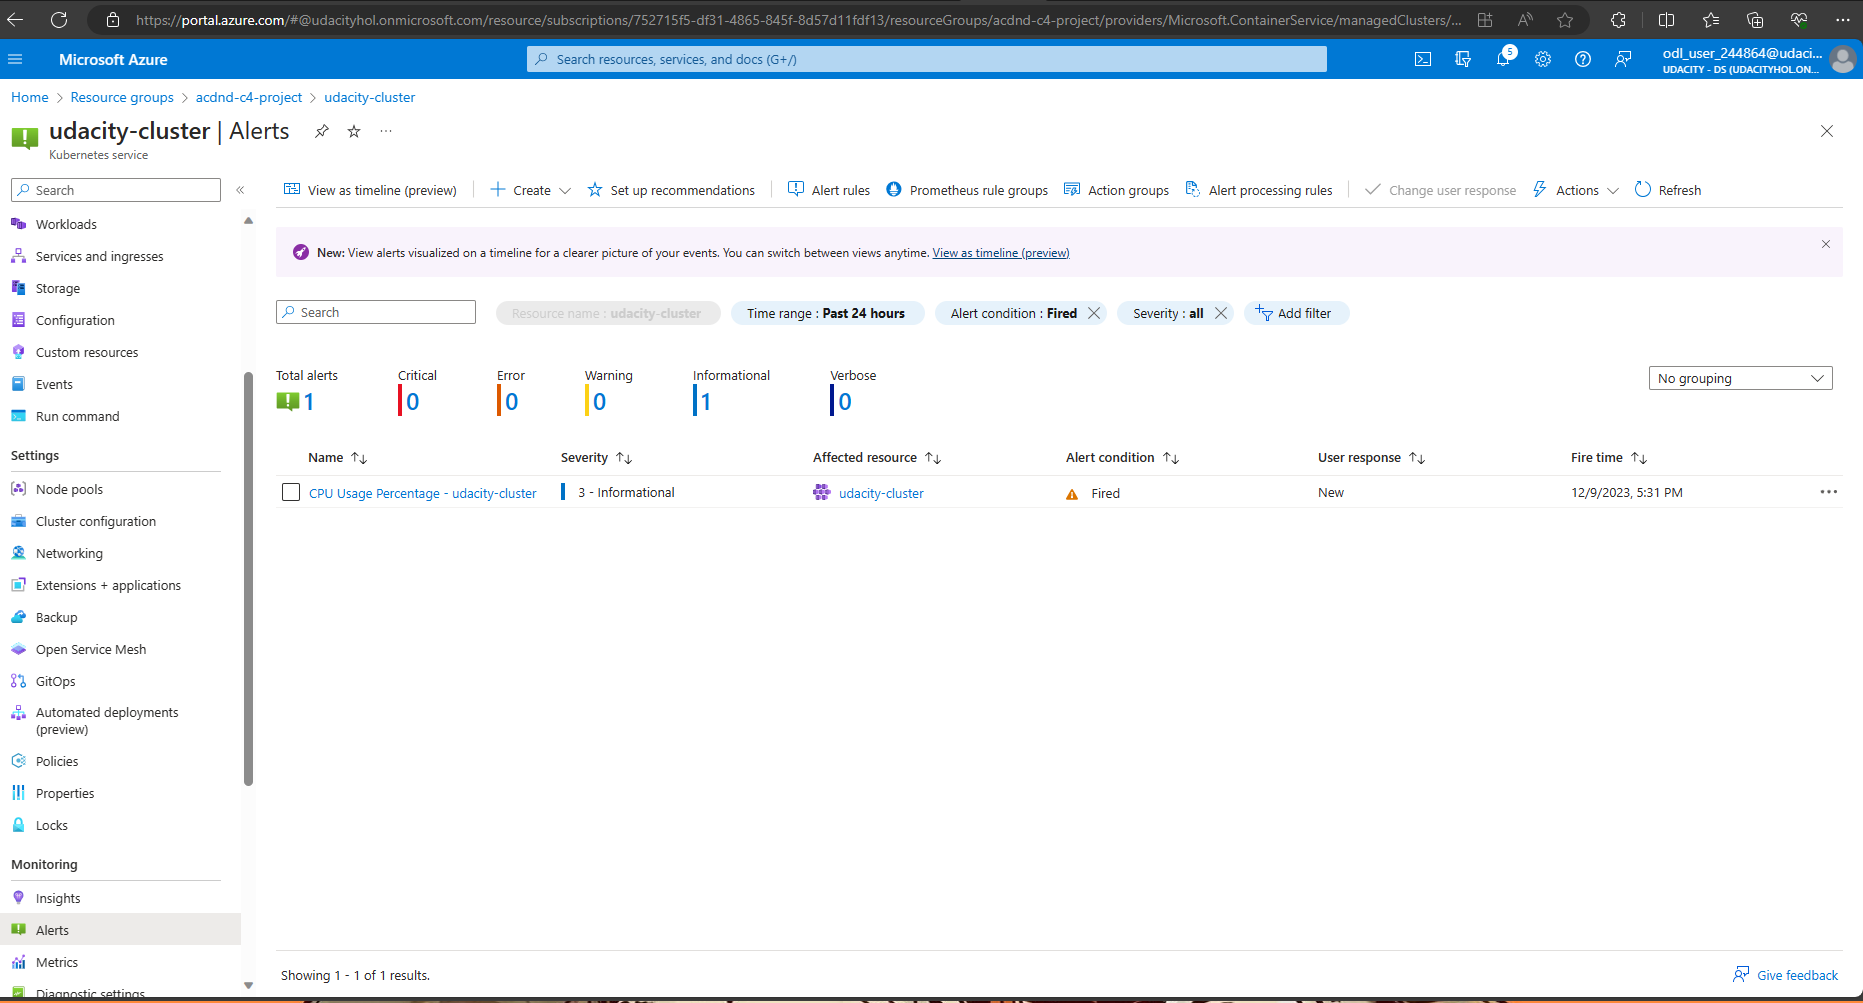 https://portal.azure.com/#@udacityhol.onmicrosoft.com/resource/subscriptions/752715f5-df31-4865-845f-8d57d11fdf13/resourceGroups/acdnd-c4-project/providers/Microsoft.ContainerService/managedClusters/...
Microsoft Azure
Search resources, services, and docs (G+/)
5
odl_user_244864@udaci...
UDACITY - DS (UDACITYHOL.ON...
Home > Resource groups > acdnd-c4-project > udacity-cluster
udacity-cluster | Alerts
Kubernetes service
Search
View as timeline (preview) Create Set up recommendations Alert rules Prometheus rule groups Action groups Alert processing rules Change user response Actions Refresh
Workloads
Services and ingresses
Storage
Configuration
Custom resources
Events
Run command
Settings
Node pools
Cluster configuration
Networking
Extensions + applications
Backup
Open Service Mesh
GitOps
Automated deployments
(preview)
Policies
Properties
Locks
Monitoring
Insights
Alerts
Metrics
Diagnostic settings
New: View alerts visualized on a timeline for a clearer picture of your events. You can switch between views anytime. View as timeline (preview)
Search
Resource name : udacity-cluster
Time range : Past 24 hours
Alert condition : Fired
Severity : all
Add filter
Total alerts Critical Error Warning Informational Verbose
1 0 0 0 1 0
No grouping
Name Severity Affected resource Alert condition User response Fire time
CPU Usage Percentage - udacity-cluster 3 - Informational udacity-cluster Fired New 12/9/2023, 5:31 PM
Showing 1 - 1 of 1 results.
Give feedback